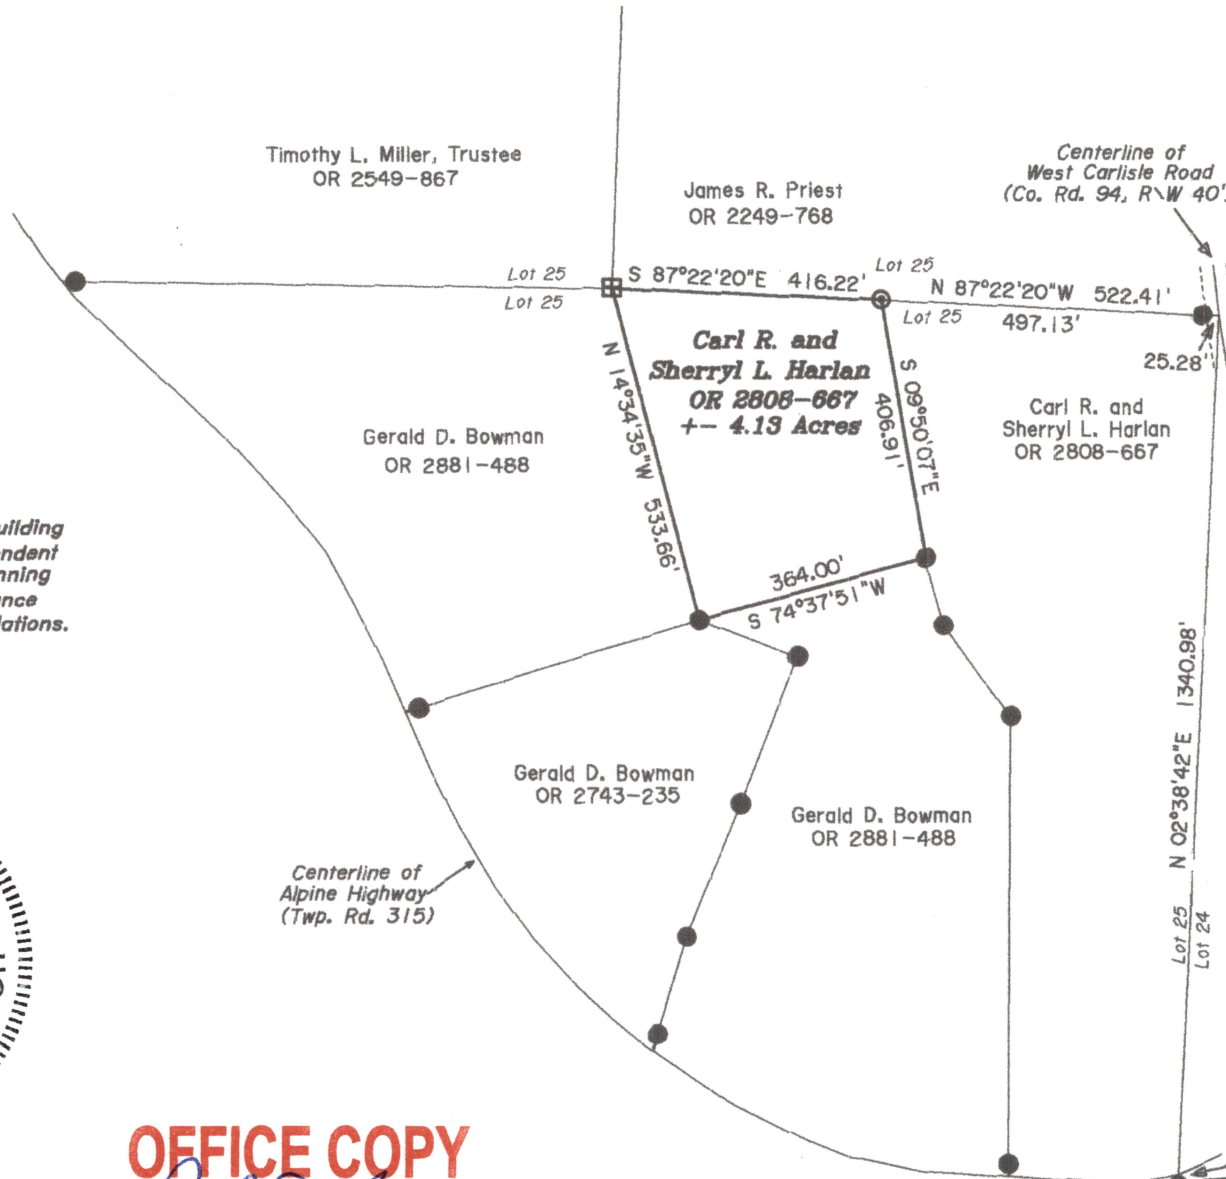 Timothy L. Miller, Trustee
OR 2549-867
James R. Priest
OR 2249-768
Centerline of
West Carlisle Road
(Co. Rd. 94, R\W 40'
Lot 25
Lot 25
S 87°22'20"E 416.22'
Lot 25
Lot 25
N 87°22'20"W 522.41'
497.13'
25.28'
Carl R. and
Sherryl L. Harlan
OR 2808-667
+- 4.13 Acres
N 14°34'35"W 533.66'
S 09°50'07"E
406.91'
364.00'
S 74°37'51"W
Carl R. and
Sherryl L. Harlan
OR 2808-667
Gerald D. Bowman
OR 2881-488
uilding
ndent
nning
ance
lations.
N 02°38'42"E 1340.98'
Lot 25
Lot 24
Gerald D. Bowman
OR 2743-235
Gerald D. Bowman
OR 2881-488
Centerline of
Alpine Highway
(Twp. Rd. 315)
OFFICE COPY